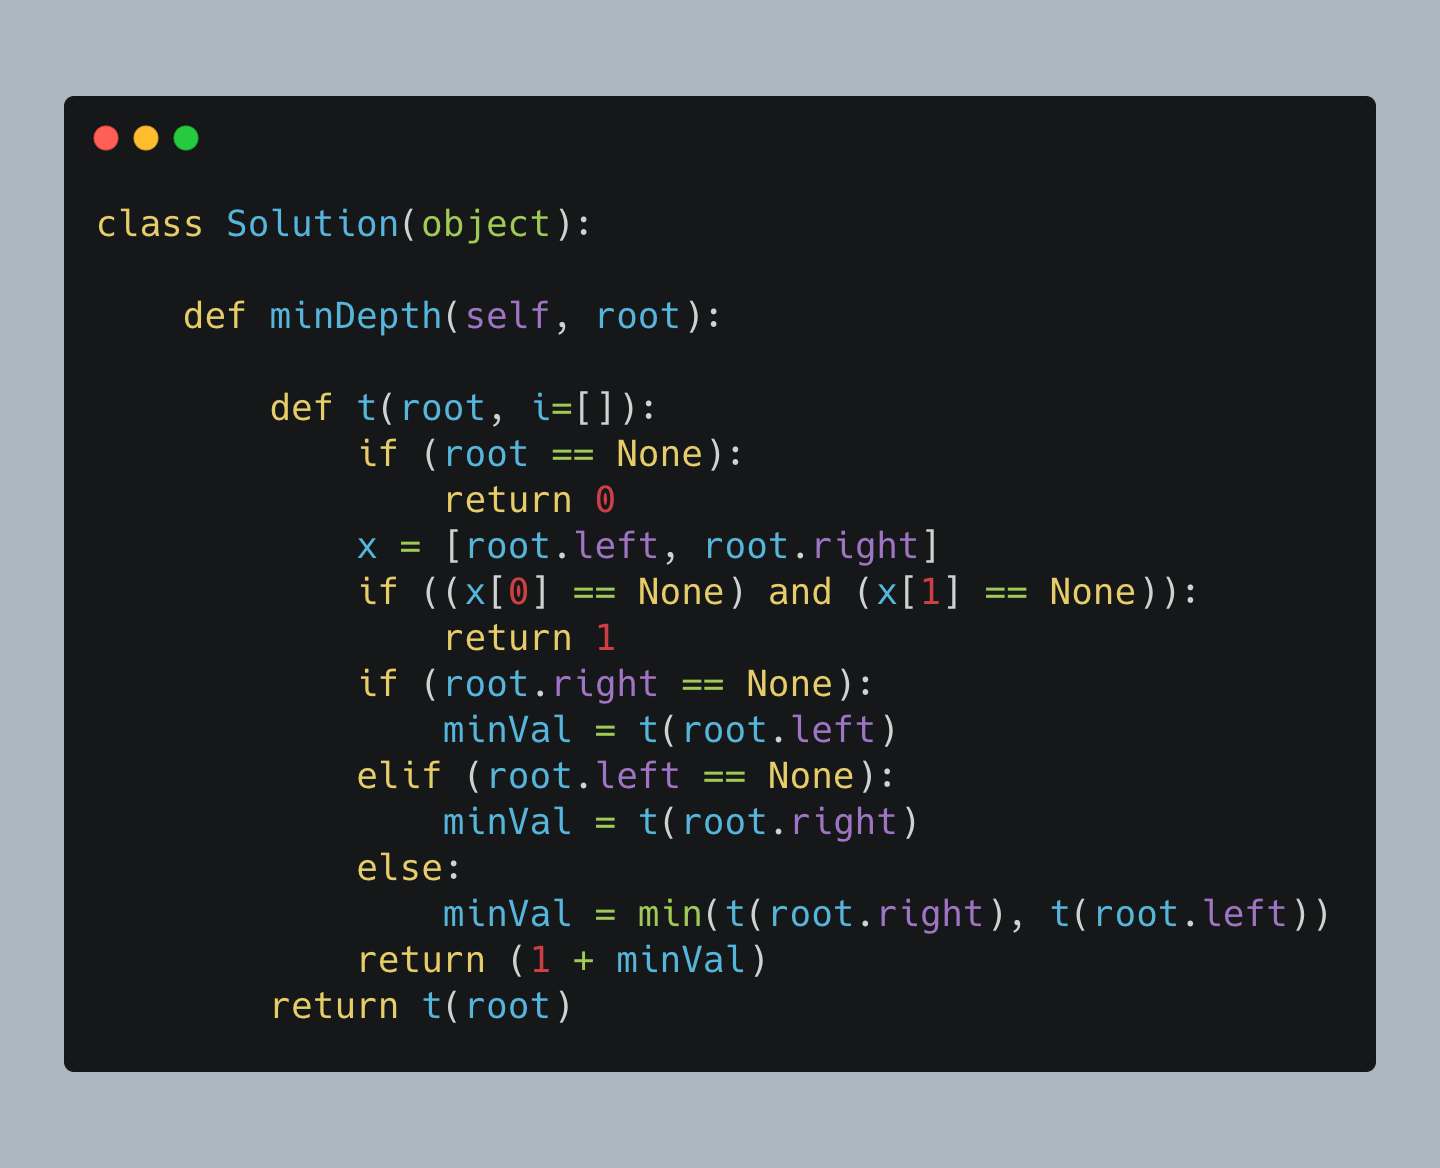 class Solution(object):

    def minDepth(self, root):

        def t(root, i=[]):
            if (root == None):
                return 0
            x = [root.left, root.right]
            if ((x[0] == None) and (x[1] == None)):
                return 1
            if (root.right == None):
                minVal = t(root.left)
            elif (root.left == None):
                minVal = t(root.right)
            else:
                minVal = min(t(root.right), t(root.left))
            return (1 + minVal)
        return t(root)